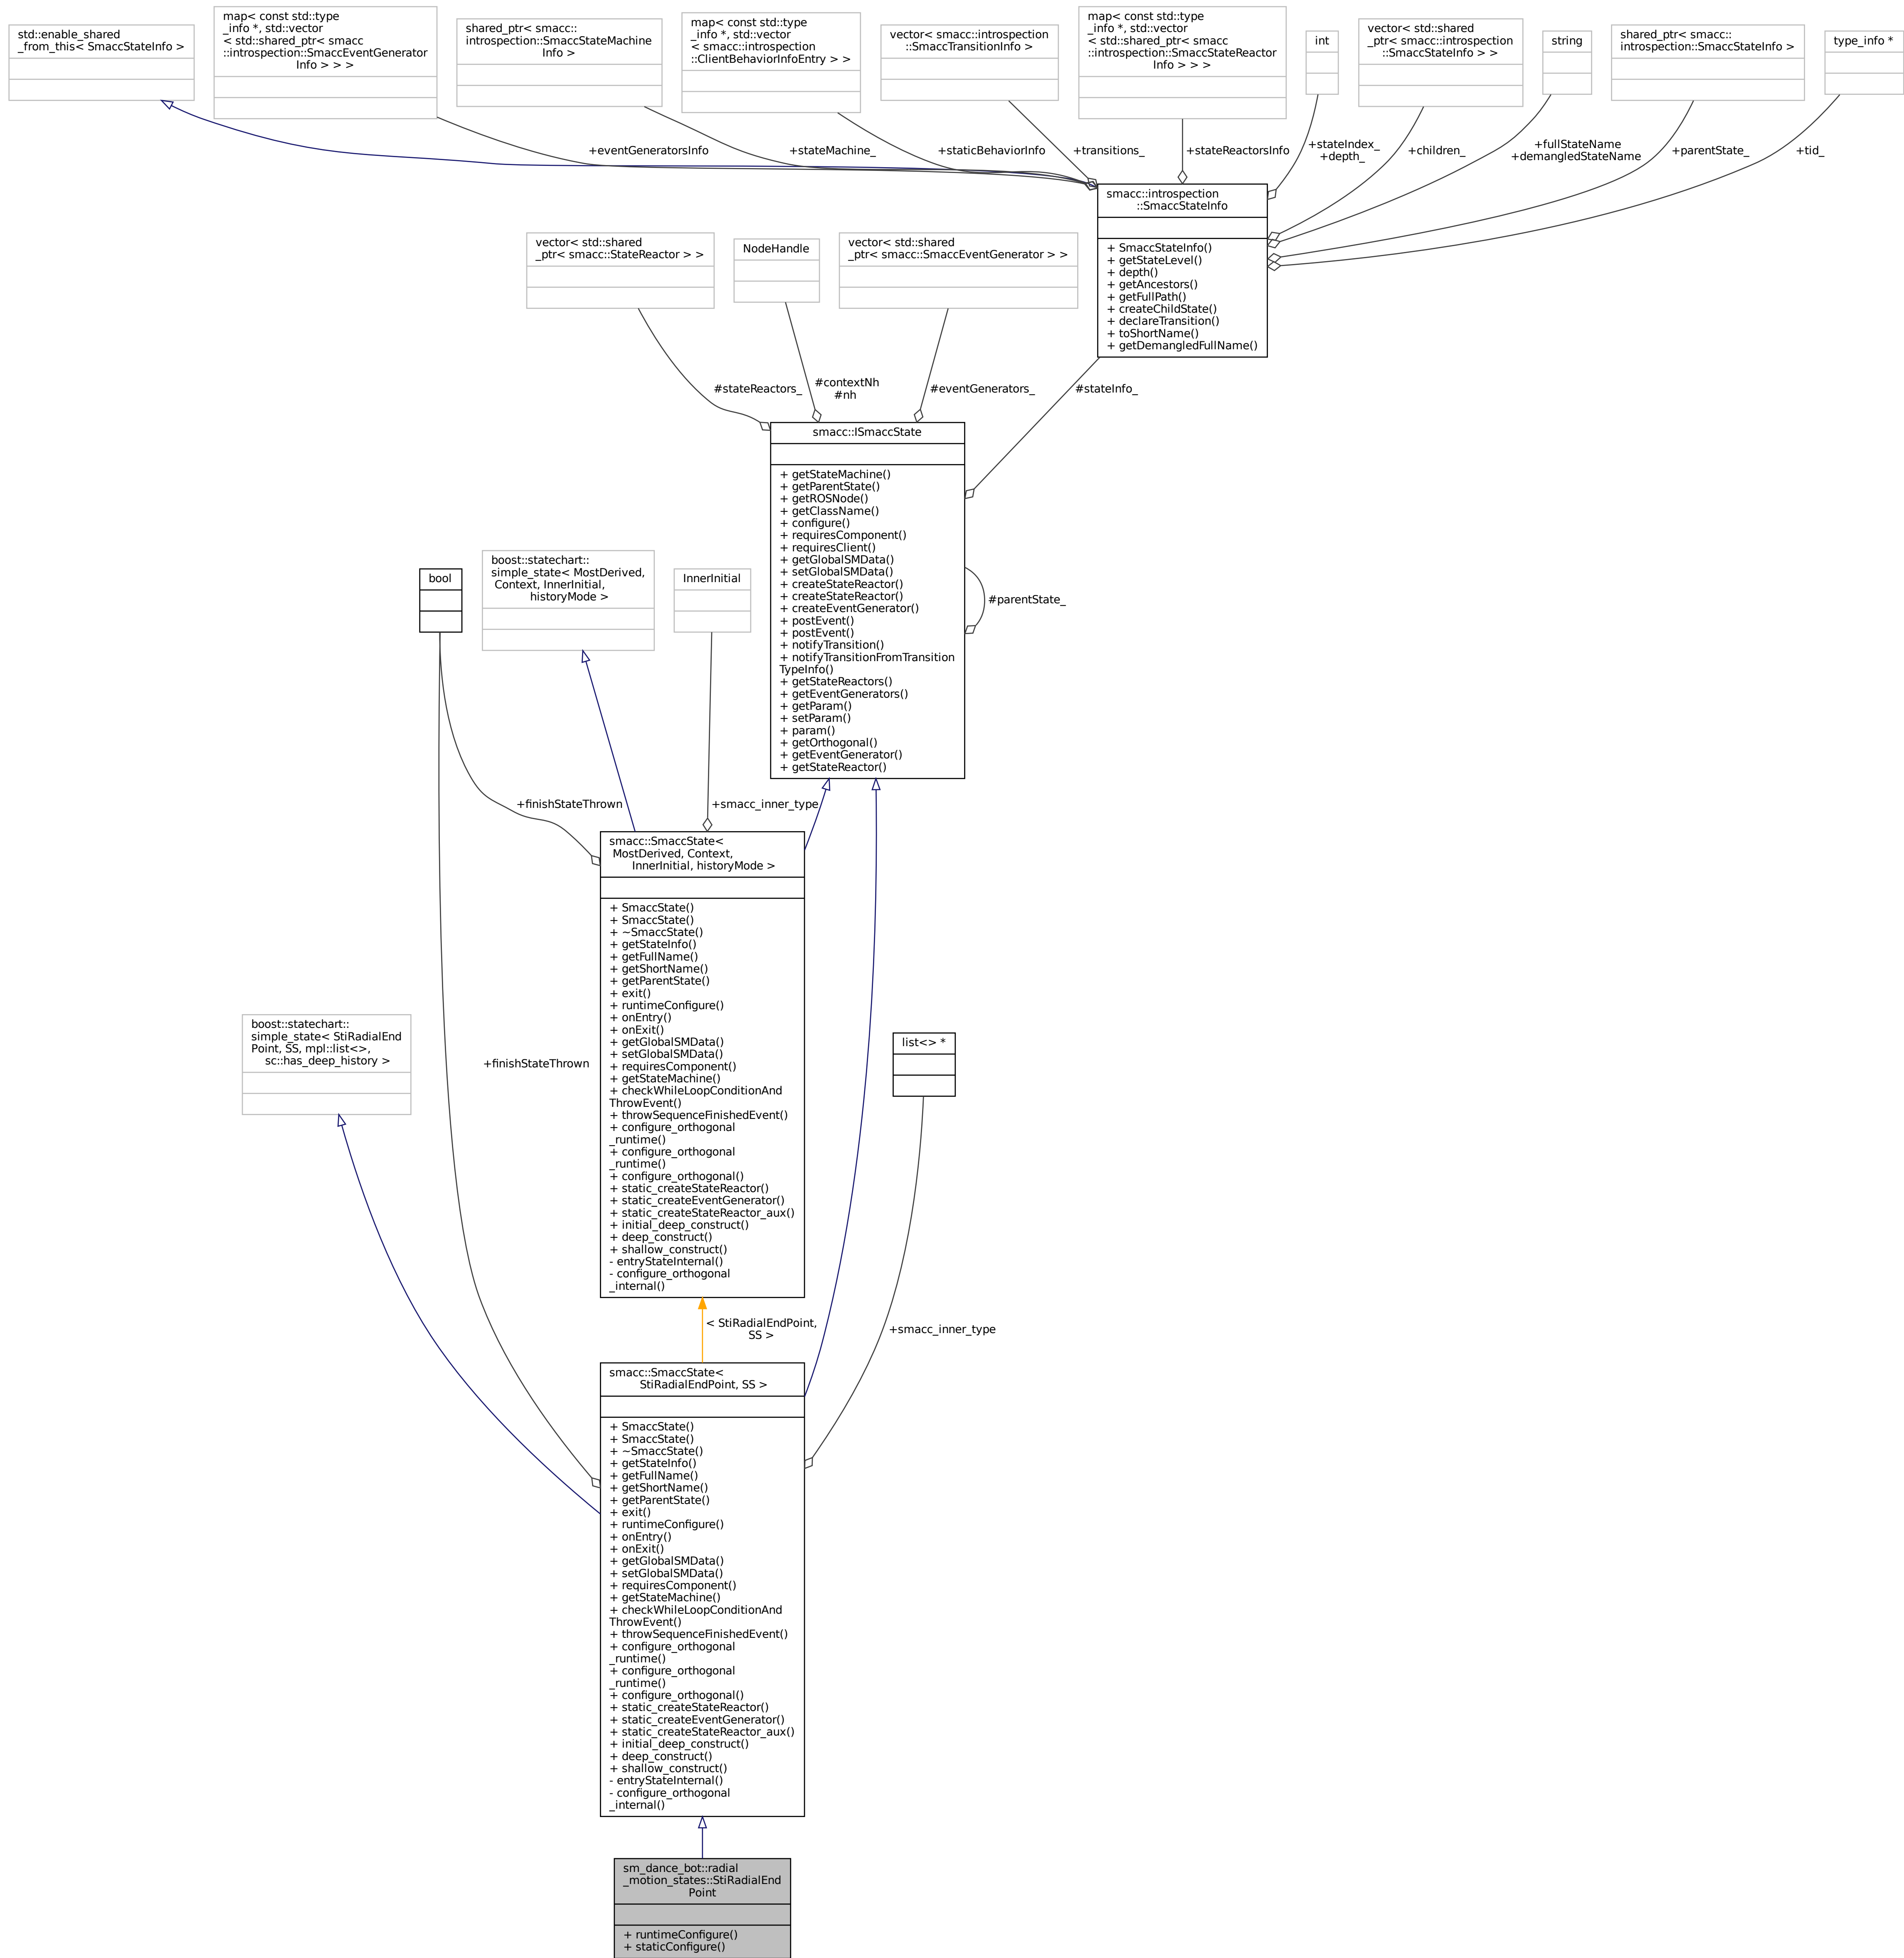 std::enable_shared
_from_this< SmaccStateInfo >
map< const std::type
_info *, std::vector
< std::shared_ptr< smacc
::introspection::SmaccEventGenerator
Info > > >
shared_ptr< smacc::
introspection::SmaccStateMachine
Info >
map< const std::type
_info *, std::vector
< smacc::introspection
::ClientBehaviorInfoEntry > >
vector< smacc::introspection
::SmaccTransitionInfo >
map< const std::type
_info *, std::vector
< std::shared_ptr< smacc
::introspection::SmaccStateReactor
Info > > >
int
vector< std::shared
_ptr< smacc::introspection
::SmaccStateInfo > >
string
shared_ptr< smacc::
introspection::SmaccStateInfo >
type_info *
+eventGeneratorsInfo
+stateMachine_
+staticBehaviorInfo
+transitions_
+stateReactorsInfo
+stateIndex_
+depth_
+children_
+fullStateName
+demangledStateName
+parentState_
+tid_
smacc::introspection
::SmaccStateInfo
+ SmaccStateInfo()
+ getStateLevel()
+ depth()
+ getAncestors()
+ getFullPath()
+ createChildState()
+ declareTransition()
+ toShortName()
+ getDemangledFullName()
vector< std::shared
_ptr< smacc::StateReactor > >
NodeHandle
vector< std::shared
_ptr< smacc::SmaccEventGenerator > >
#stateReactors_
#contextNh
#nh
#eventGenerators_
#stateInfo_
smacc::ISmaccState
+ getStateMachine()
+ getParentState()
+ getROSNode()
+ getClassName()
+ configure()
+ requiresComponent()
+ requiresClient()
+ getGlobalSMData()
+ setGlobalSMData()
+ createStateReactor()
+ createStateReactor()
+ createEventGenerator()
+ postEvent()
+ postEvent()
+ notifyTransition()
+ notifyTransitionFromTransition
TypeInfo()
+ getStateReactors()
+ getEventGenerators()
+ getParam()
+ setParam()
+ param()
+ getOrthogonal()
+ getEventGenerator()
+ getStateReactor()
#parentState_
bool
boost::statechart::
simple_state< MostDerived,
Context, InnerInitial,
historyMode >
InnerInitial
+finishStateThrown
+smacc_inner_type
smacc::SmaccState<
MostDerived, Context,
InnerInitial, historyMode >
+ SmaccState()
+ SmaccState()
+ ~SmaccState()
+ getStateInfo()
+ getFullName()
+ getShortName()
+ getParentState()
+ exit()
+ runtimeConfigure()
+ onEntry()
+ onExit()
+ getGlobalSMData()
+ setGlobalSMData()
+ requiresComponent()
+ getStateMachine()
+ checkWhileLoopConditionAnd
ThrowEvent()
+ throwSequenceFinishedEvent()
+ configure_orthogonal
_runtime()
+ configure_orthogonal
_runtime()
+ configure_orthogonal()
+ static_createStateReactor()
+ static_createEventGenerator()
+ static_createStateReactor_aux()
+ initial_deep_construct()
+ deep_construct()
+ shallow_construct()
- entryStateInternal()
- configure_orthogonal
_internal()
boost::statechart::
simple_state< StiRadialEnd
Point, SS, mpl::list<>,
sc::has_deep_history >
+finishStateThrown
list<> *
< StiRadialEndPoint,
SS >
+smacc_inner_type
smacc::SmaccState<
StiRadialEndPoint, SS >
+ SmaccState()
+ SmaccState()
+ ~SmaccState()
+ getStateInfo()
+ getFullName()
+ getShortName()
+ getParentState()
+ exit()
+ runtimeConfigure()
+ onEntry()
+ onExit()
+ getGlobalSMData()
+ setGlobalSMData()
+ requiresComponent()
+ getStateMachine()
+ checkWhileLoopConditionAnd
ThrowEvent()
+ throwSequenceFinishedEvent()
+ configure_orthogonal
_runtime()
+ configure_orthogonal
_runtime()
+ configure_orthogonal()
+ static_createStateReactor()
+ static_createEventGenerator()
+ static_createStateReactor_aux()
+ initial_deep_construct()
+ deep_construct()
+ shallow_construct()
- entryStateInternal()
- configure_orthogonal
_internal()
sm_dance_bot::radial
_motion_states::StiRadialEnd
Point
+ runtimeConfigure()
+ staticConfigure()